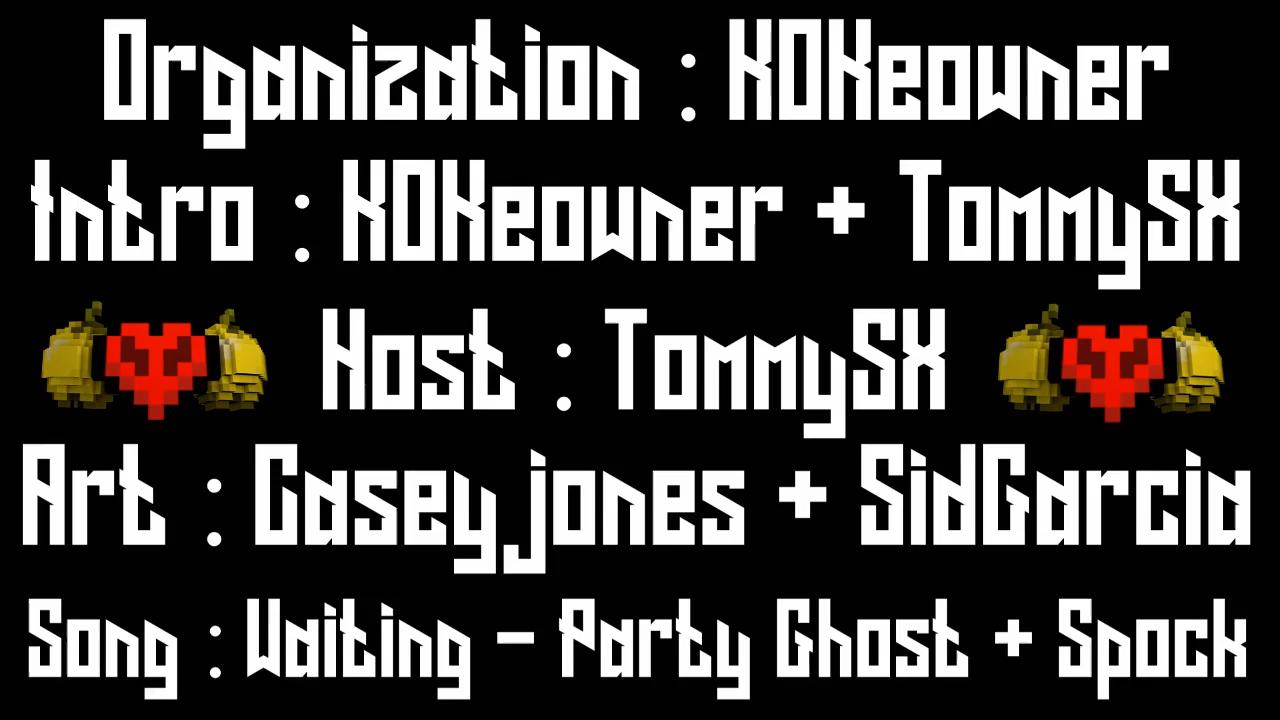 Organization : KOKeowner
Intro : KOKeowner + TommySX
Host : TommySX
Art : Caseyjones + SidGarcia
Song : Waiting - Party Ghost + Spock